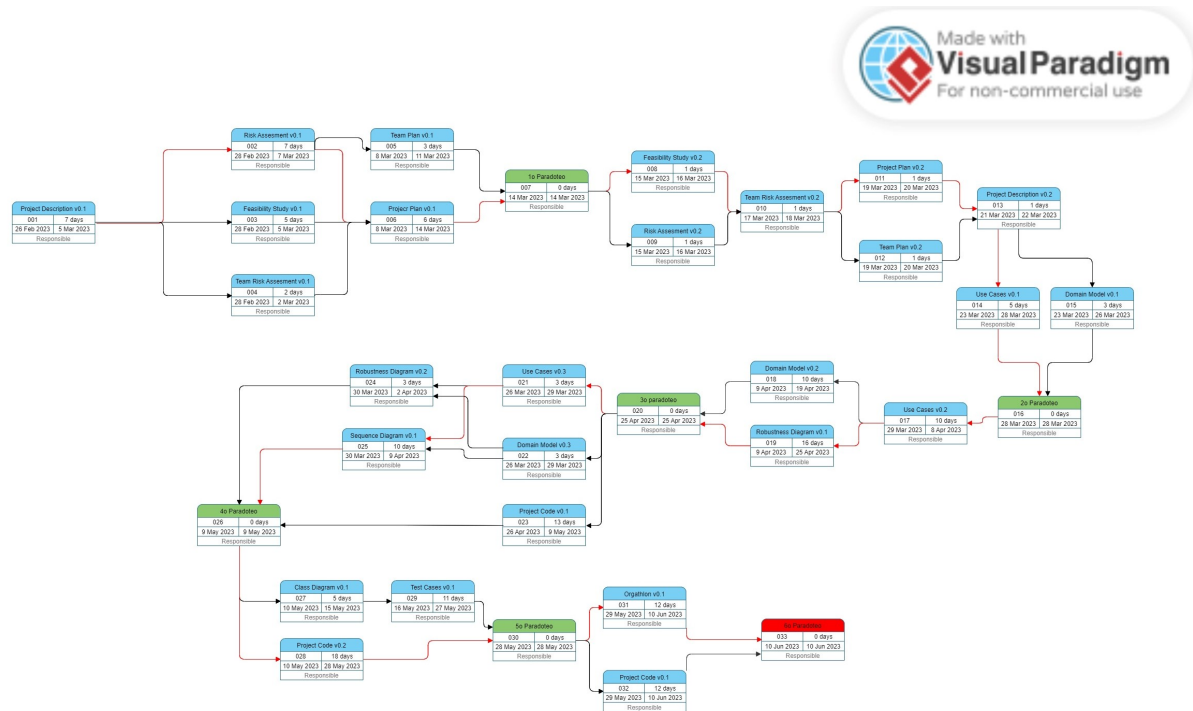 Made with
Visual Paradigm
For non-commercial use
Risk Assesment v0.1
002 7 days
28 Feb 2023 7 Mar 2023
Responsible
Team Plan v0.1
005 3 days
8 Mar 2023 11 Mar 2023
Responsible
1o Paradoteo
007 0 days
14 Mar 2023 14 Mar 2023
Responsible
Feasibility Study v0.2
008 1 days
15 Mar 2023 16 Mar 2023
Responsible
Project Plan v0.2
011 1 days
19 Mar 2023 20 Mar 2023
Responsible
Project Description v0.1
001 7 days
26 Feb 2023 5 Mar 2023
Responsible
Feasibility Study v0.1
003 5 days
28 Feb 2023 5 Mar 2023
Responsible
Projecr Plan v0.1
006 6 days
8 Mar 2023 14 Mar 2023
Responsible
Risk Assesment v0.2
009 1 days
15 Mar 2023 16 Mar 2023
Responsible
Team Risk Assesment v0.2
010 1 days
17 Mar 2023 18 Mar 2023
Responsible
Team Plan v0.2
012 1 days
19 Mar 2023 20 Mar 2023
Responsible
Project Description v0.2
013 1 days
21 Mar 2023 22 Mar 2023
Responsible
Team Risk Assesment v0.1
004 2 days
28 Feb 2023 2 Mar 2023
Responsible
Use Cases v0.1
014 5 days
23 Mar 2023 28 Mar 2023
Responsible
Domain Model v0.1
015 3 days
23 Mar 2023 26 Mar 2023
Responsible
Robustness Diagram v0.2
024 3 days
30 Mar 2023 2 Apr 2023
Responsible
Use Cases v0.3
021 3 days
26 Mar 2023 29 Mar 2023
Responsible
3o paradoteo
020 0 days
25 Apr 2023 25 Apr 2023
Responsible
Domain Model v0.2
018 10 days
9 Apr 2023 19 Apr 2023
Responsible
Use Cases v0.2
017 10 days
29 Mar 2023 8 Apr 2023
Responsible
2o Paradoteo
016 0 days
28 Mar 2023 28 Mar 2023
Responsible
Sequence Diagram v0.1
025 10 days
30 Mar 2023 9 Apr 2023
Responsible
Domain Model v0.3
022 3 days
26 Mar 2023 29 Mar 2023
Responsible
Robustness Diagram v0.1
019 16 days
9 Apr 2023 25 Apr 2023
Responsible
4o Paradoteo
026 0 days
9 May 2023 9 May 2023
Responsible
Project Code v0.1
023 13 days
26 Apr 2023 9 May 2023
Responsible
Class Diagram v0.1
027 5 days
10 May 2023 15 May 2023
Responsible
Test Cases v0.1
029 11 days
16 May 2023 27 May 2023
Responsible
5o Paradoteo
030 0 days
28 May 2023 28 May 2023
Responsible
Orgathlon v0.1
031 12 days
29 May 2023 10 Jun 2023
Responsible
Paradoteo
033 0 days
10 Jun 2023 10 Jun 2023
Responsible
Project Code v0.2
028 18 days
10 May 2023 28 May 2023
Responsible
Project Code v0.1
032 12 days
29 May 2023 10 Jun 2023
Responsible